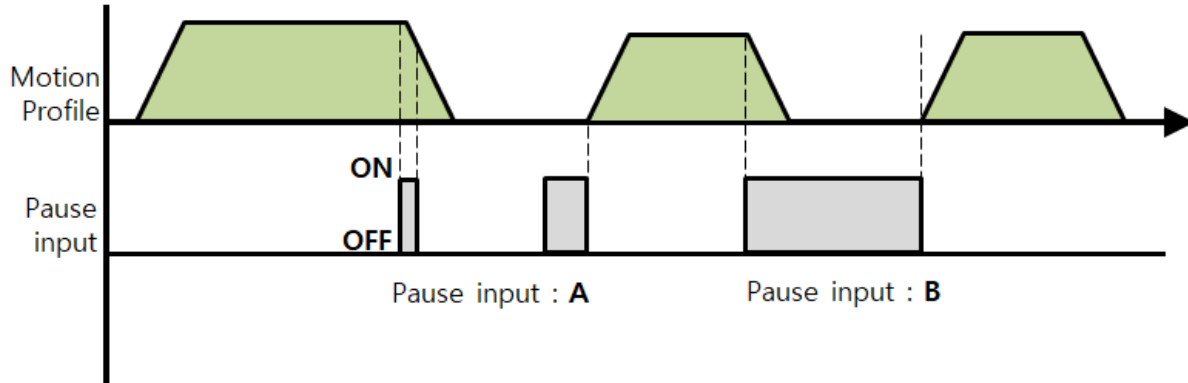 Motion
Profile
ON
Pause
input
OFF
Pause input : A
Pause input : B